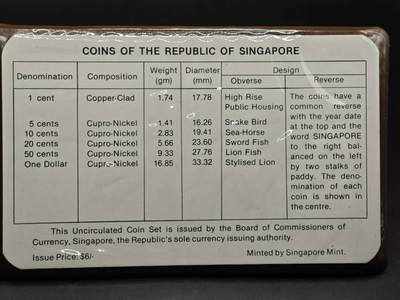 COINS OF THE REPUBLIC OF SINGAPORE
Denomination Composition Weight (gm) Diameter (mm) Design
Obverse Reverse
1 cent Copper-Clad 1.74 17.78 High Rise Public Housing
5 cents Cupro-Nickel 1.41 16.26 Snake Bird
10 cents Cupro-Nickel 2.83 19.41 Sea-Horse
20 cents Cupro-Nickel 5.66 23.60 Sword Fish
50 cents Cupro-Nickel 9.33 27.76 Lion Fish
One Dollar Cupro-Nickel 16.85 33.32 Stylised Lion
The coins have a
common reverse
with the year date
at the top and the
word SINGAPORE
to the right bal-
anced on the left
by two stalks of
paddy. The deno-
mination of each
coin is shown in
the centre.
This Uncirculated Coin Set is issued by the Board of Commissioners of
Currency, Singapore, the Republic's sole currency issuing authority.
Issue Price: $6/- Minted by Singapore Mint.